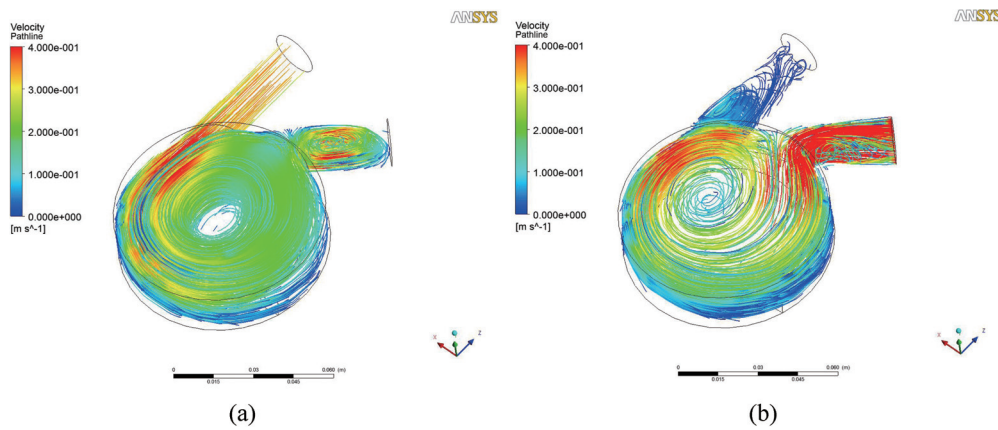 ANSYS
Velocity
Pathline
4.000e-001
3.000e-001
2.000e-001
1.000e-001
0.000e+000
[m s^-1]
X
Z
0
0.030
0.060 (m)
0.015
0.045
(a)
ANSYS
Velocity
Pathline
4.000e-001
3.000e-001
2.000e-001
1.000e-001
0.000e+000
[m s^-1]
X
Z
0
0.030
0.060 (m)
0.015
0.045
(b)